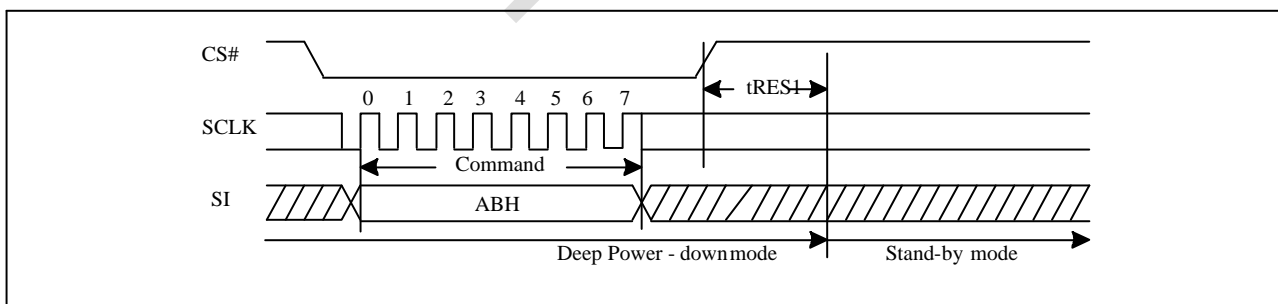 CS#
tRES1
0 1 2 3 4 5 6 7
SCLK
Command
SI
ABH
Deep Power - down mode
Stand-by mode